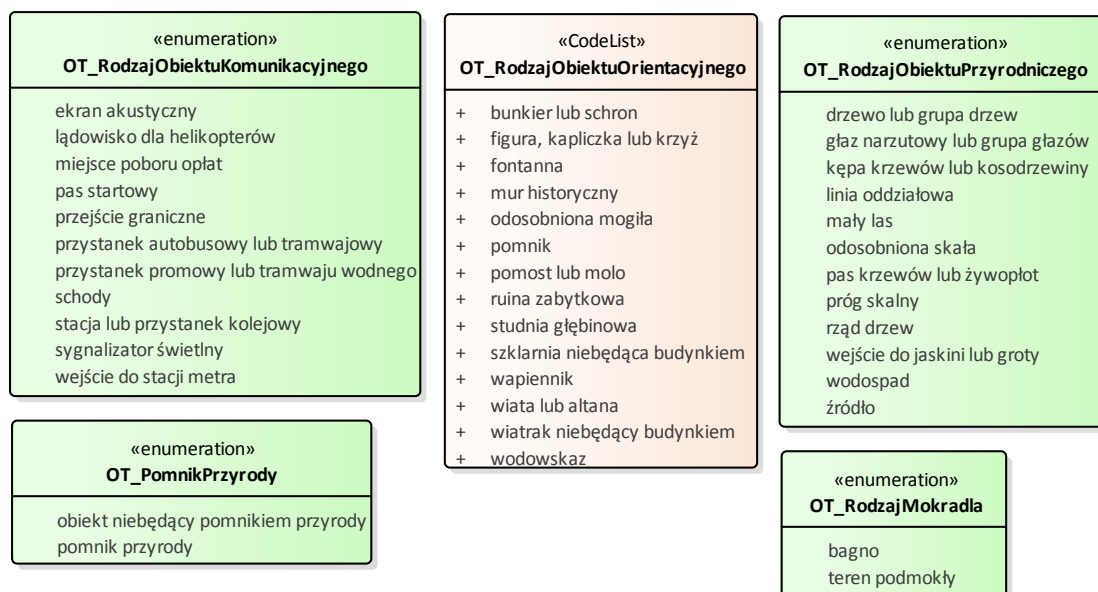 «enumeration»
OT_RodzajObiektuKomunikacyjnego
ekran akustyczny
lądowisko dla helikopterów
miejsce poboru opłat
pas startowy
przejście graniczne
przystanek autobusowy lub tramwajowy
przystanek promowy lub tramwaju wodnego
schody
stacja lub przystanek kolejowy
sygnalizator świetlny
wejście do stacji metra
«CodeList»
OT_RodzajObiektuOrientacyjnego
+ bunkier lub schron
+ figura, kapliczka lub krzyż
+ fontanna
+ mur historyczny
+ odosobniona mogiła
+ pomnik
+ pomost lub molo
+ ruina zabytkowa
+ studnia głębinowa
+ szklarnia niebędąca budynkiem
+ wapiennik
+ wiata lub altana
+ wiatrak niebędący budynkiem
+ wodowskaz
«enumeration»
OT_RodzajObiektuPrzyrodniczego
drzewo lub grupa drzew
głaz narzutowy lub grupa głazów
kępa krzewów lub kosodrzewiny
linia oddziałowa
mały las
odosobniona skała
pas krzewów lub żywopłot
próg skalny
rząd drzew
wejście do jaskini lub groty
wodospad
źródło
«enumeration»
OT_PomnikPrzyrody
obiekt niebędący pomnikiem przyrody
pomnik przyrody
«enumeration»
OT_RodzajMokradla
bagno
teren podmokły